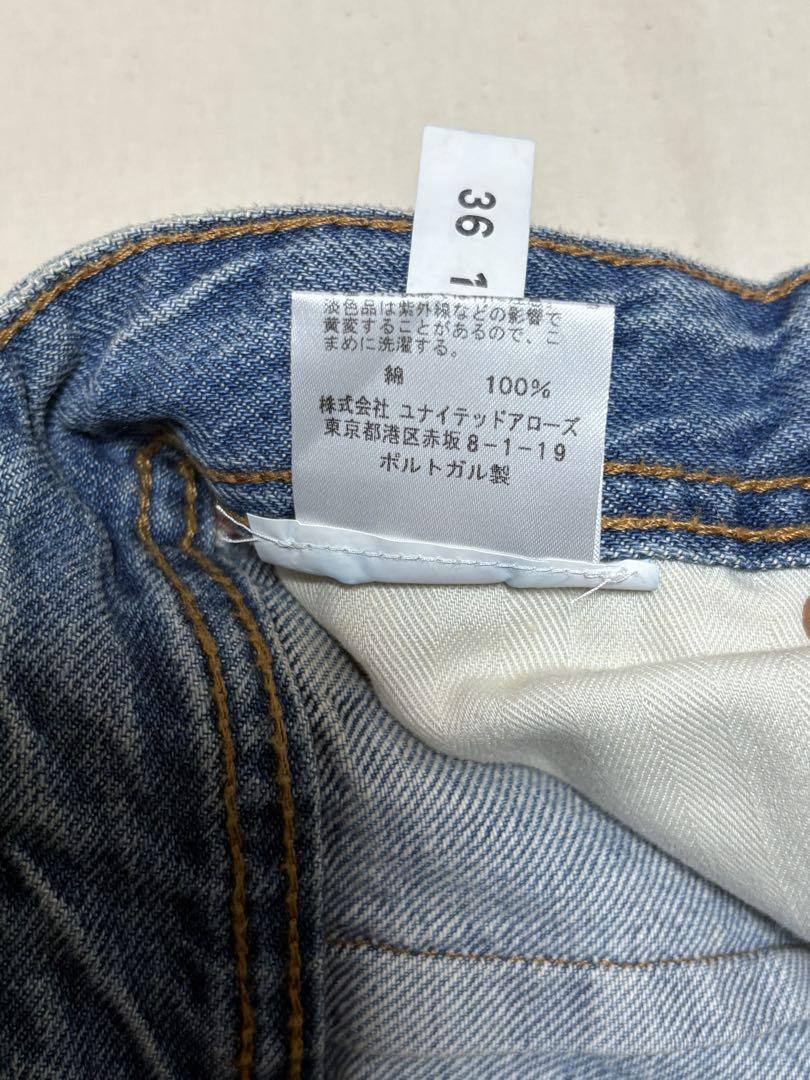 36 1
淡色品は紫外線などの影響で
黄変することがあるので、こ
まめに洗濯する。
綿 100%
株式会社 ユナイテッドアローズ
東京都港区赤坂8-1-19
ポルトガル製